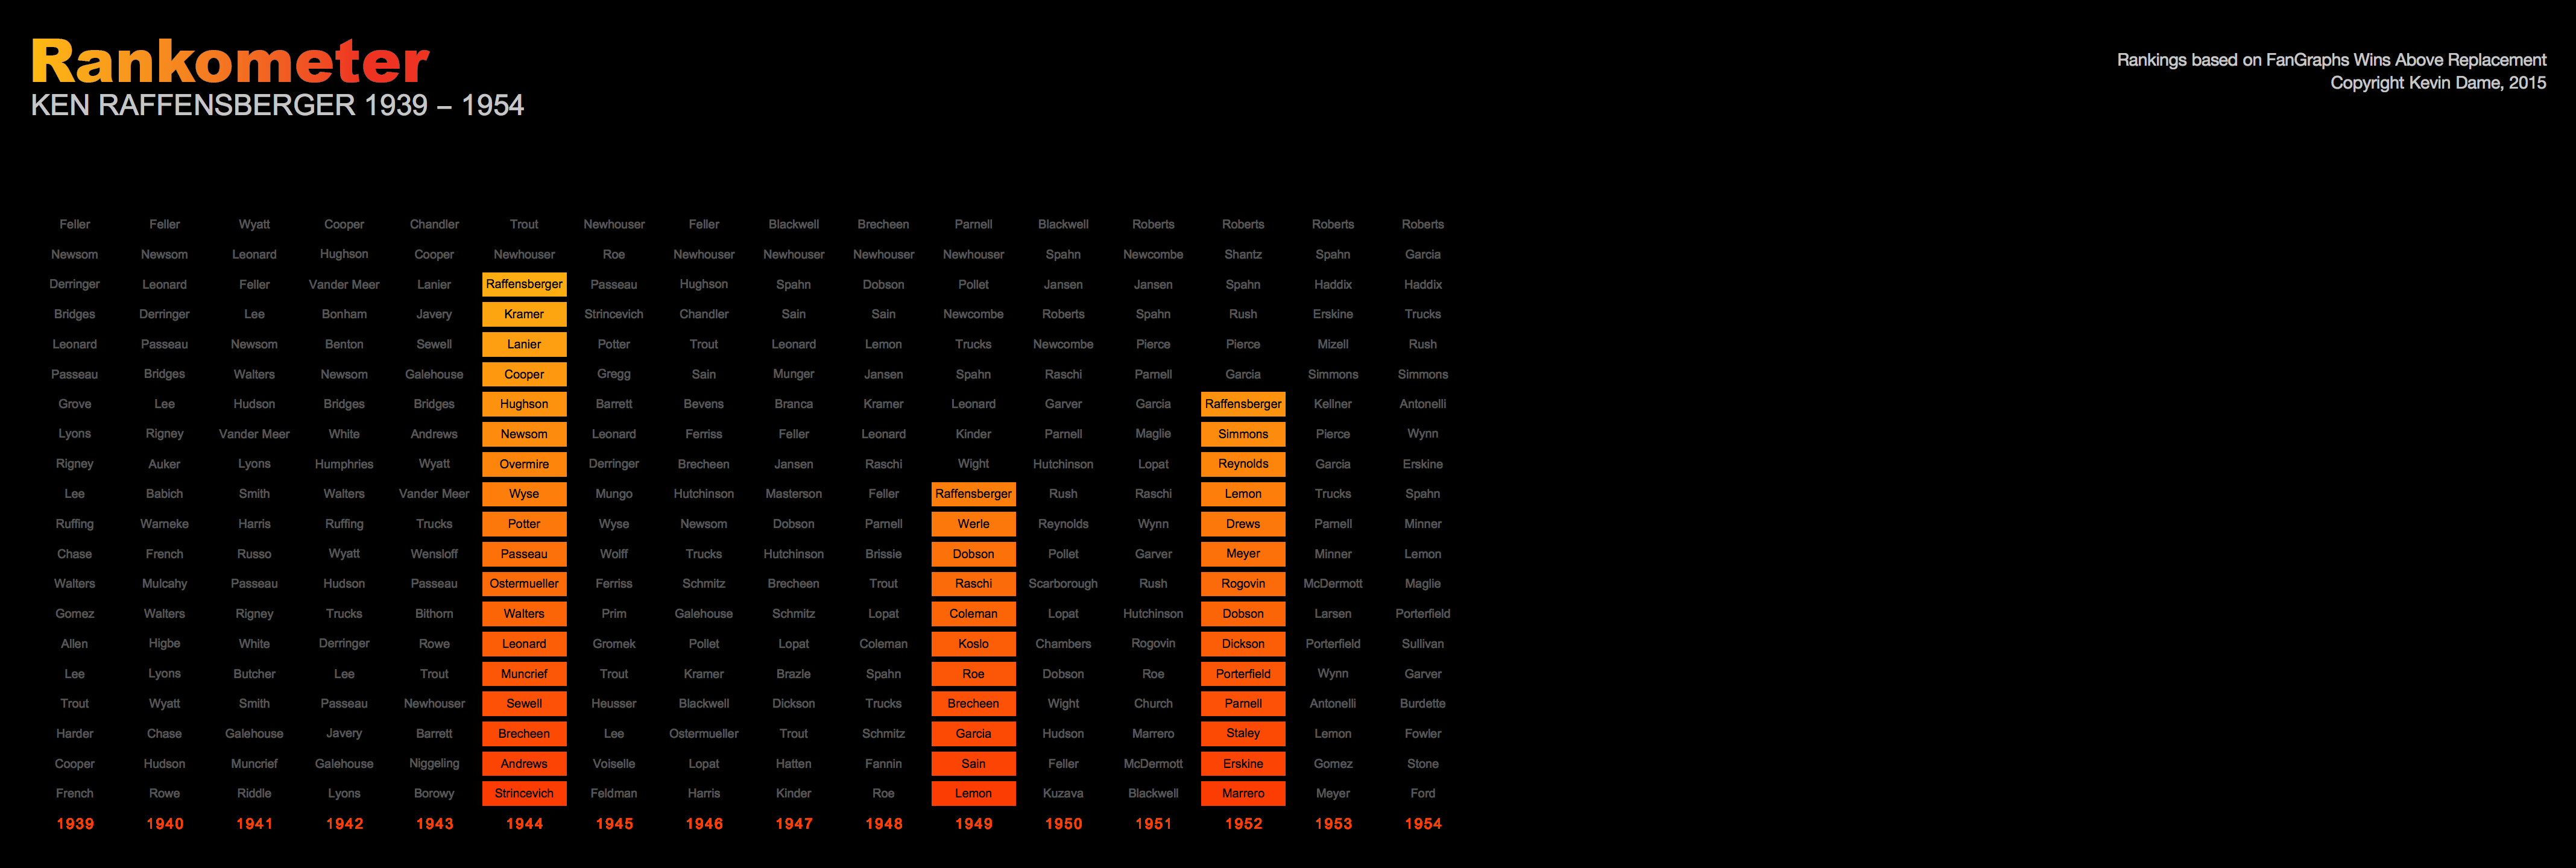 Rankometer
KEN RAFFENSBERGER 1939 – 1954
Rankings based on FanGraphs Wins Above Replacement
Copyright Kevin Dame, 2015
Feller Feller Wyatt Cooper Chandler Trout Newhouser Feller Blackwell Brecheen Parnell Blackwell Roberts Roberts Roberts Roberts
Newsom Newsom Leonard Hughson Cooper Newhouser Roe Newhouser Newhouser Newhouser Newhouser Spahn Newcombe Shantz Spahn Garcia
Derringer Leonard Feller Vander Meer Lanier Raffensberger Passeau Hughson Spahn Dobson Pollet Jansen Jansen Spahn Haddix Haddix
Bridges Derringer Lee Bonham Javery Kramer Strincevich Chandler Sain Sain Newcombe Roberts Spahn Rush Erskine Trucks
Leonard Passeau Newsom Benton Sewell Lanier Potter Trout Leonard Lemon Trucks Newcombe Pierce Pierce Mizell Rush
Passeau Bridges Walters Newsom Galehouse Cooper Gregg Sain Munger Jansen Spahn Raschi Parnell Garcia Simmons Simmons
Grove Lee Hudson Bridges Bridges Hughson Barrett Bevens Branca Kramer Leonard Garver Garcia Raffensberger Kellner Antonelli
Lyons Rigney Vander Meer White Andrews Newsom Leonard Ferriss Feller Leonard Kinder Parnell Maglie Simmons Pierce Wynn
Rigney Auker Lyons Humphries Wyatt Overmire Derringer Brecheen Jansen Raschi Wight Hutchinson Lopat Reynolds Garcia Erskine
Lee Babich Smith Walters Vander Meer Wyse Mungo Hutchinson Masterson Feller Raffensberger Rush Raschi Lemon Trucks Spahn
Ruffing Warneke Harris Ruffing Trucks Potter Wyse Newsom Dobson Parnell Werle Reynolds Wynn Drews Parnell Minner
Chase French Russo Wyatt Wensloff Passeau Wolff Trucks Hutchinson Brissie Dobson Pollet Garver Meyer Minner Lemon
Walters Mulcahy Passeau Hudson Passeau Ostermueller Ferriss Schmitz Brecheen Trout Raschi Scarborough Rush Rogovin McDermott Maglie
Gomez Walters Rigney Trucks Bithorn Walters Prim Galehouse Schmitz Lopat Coleman Lopat Hutchinson Dobson Larsen Porterfield
Allen Higbe White Derringer Rowe Leonard Gromek Pollet Lopat Coleman Koslo Chambers Rogovin Dickson Porterfield Sullivan
Lee Lyons Butcher Lee Trout Muncrief Trout Kramer Brazle Spahn Roe Dobson Roe Porterfield Wynn Garver
Trout Wyatt Smith Passeau Newhouser Sewell Heusser Blackwell Dickson Trucks Brecheen Wight Church Parnell Antonelli Burdette
Harder Chase Galehouse Javery Barrett Brecheen Lee Ostermueller Trout Schmitz Garcia Hudson Marrero Staley Lemon Fowler
Cooper Hudson Muncrief Galehouse Niggeling Andrews Voiselle Lopat Hatten Fannin Sain Feller McDermott Erskine Gomez Stone
French Rowe Riddle Lyons Borowy Strincevich Feldman Harris Kinder Roe Lemon Kuzava Blackwell Marrero Meyer Ford
1939 1940 1941 1942 1943 1944 1945 1946 1947 1948 1949 1950 1951 1952 1953 1954